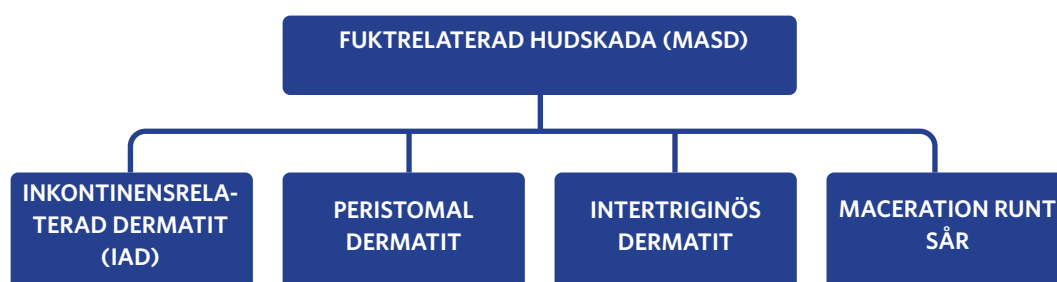 FUKTRELATERAD HUDSKADA (MASD)
INKONTINENSRELA-
TERAD DERMATIT
(IAD)
PERISTOMAL
DERMATIT
INTERTRIGINÖS
DERMATIT
MACERATION RUNT
SÅR